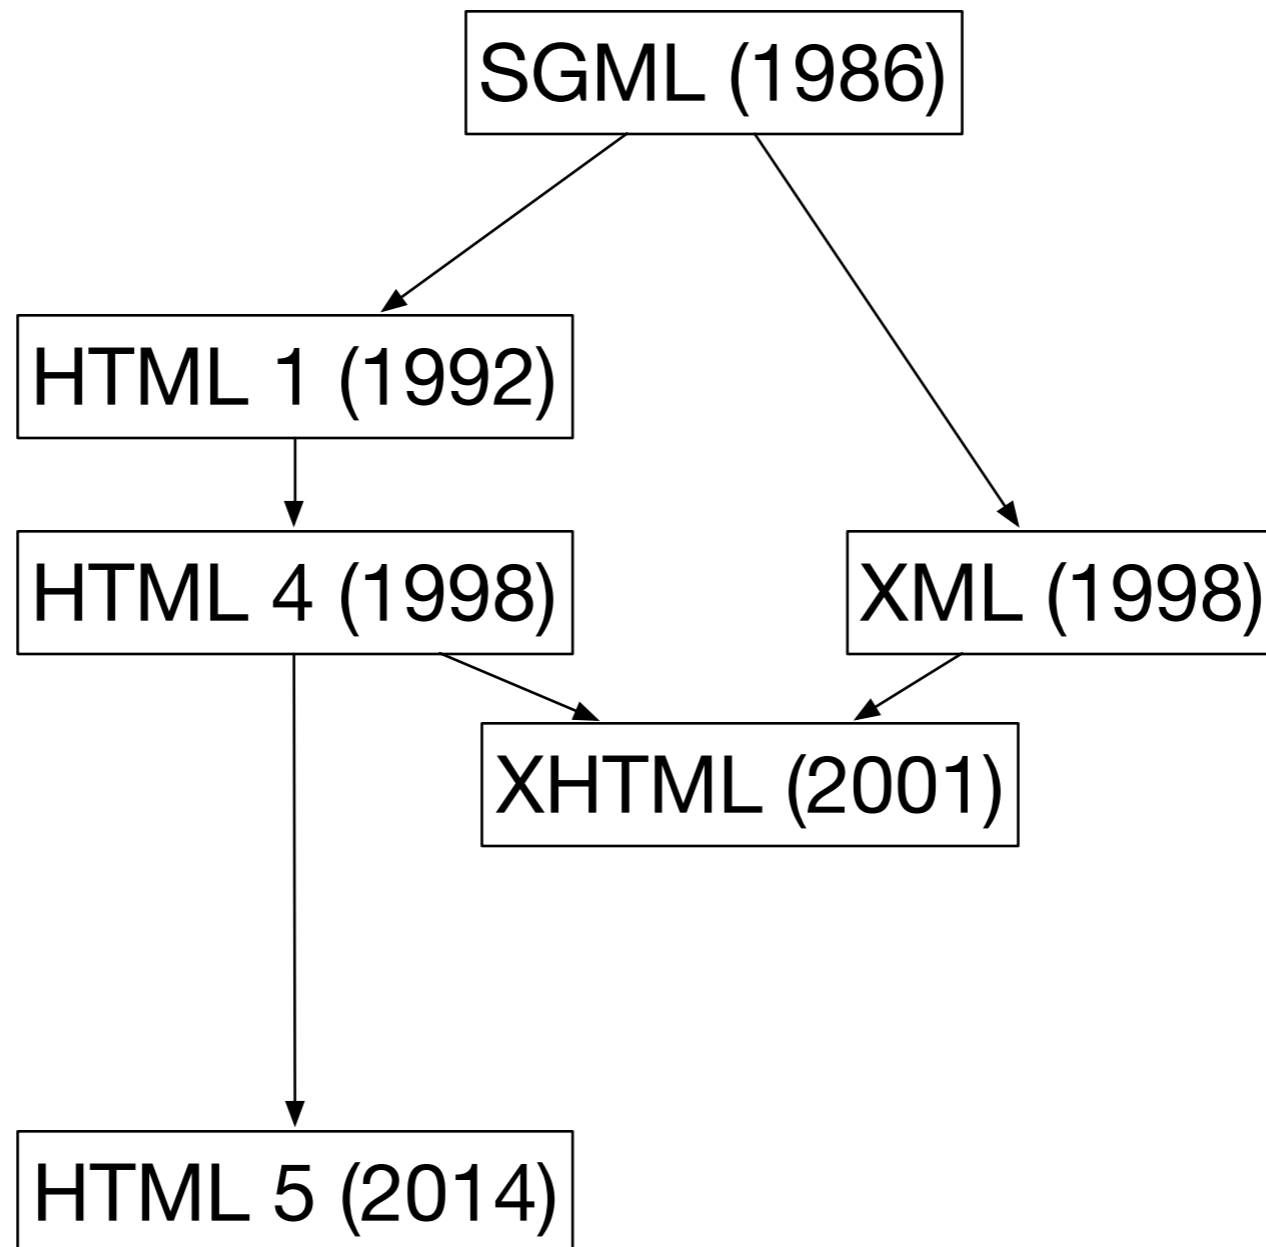 SGML (1986)
HTML 1 (1992)
HTML 4 (1998)
XML (1998)
XHTML (2001)
HTML 5 (2014)